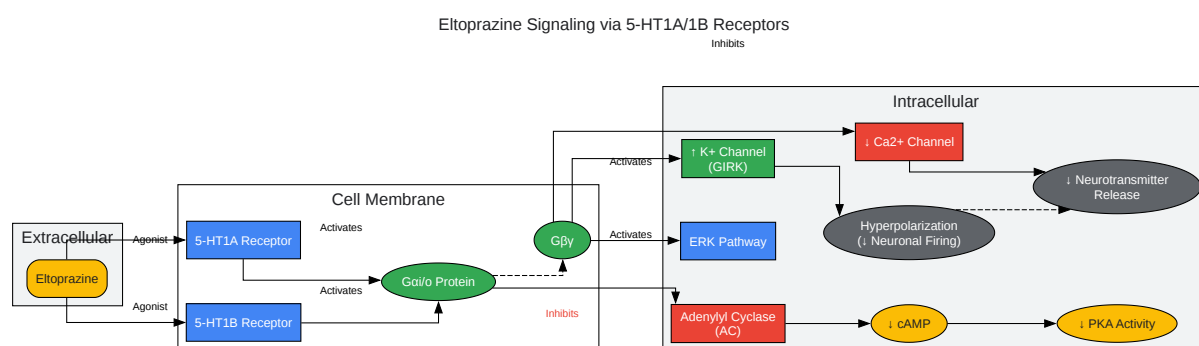 Eltoprazine Signaling via 5-HT1A/1B Receptors
Inhibits
Intracellular
↓ Ca2+ Channel
↑ K+ Channel
(GIRK)
Activates
↓ Neurotransmitter
Release
Cell Membrane
Extracellular
Agonist
5-HT1A Receptor
Activates
Gβγ
Activates
ERK Pathway
Hyperpolarization
(↓ Neuronal Firing)
Eltoprazine
Gαi/o Protein
Activates
Agonist
5-HT1B Receptor
Inhibits
Adenylyl Cyclase
(AC)
↓ cAMP
↓ PKA Activity